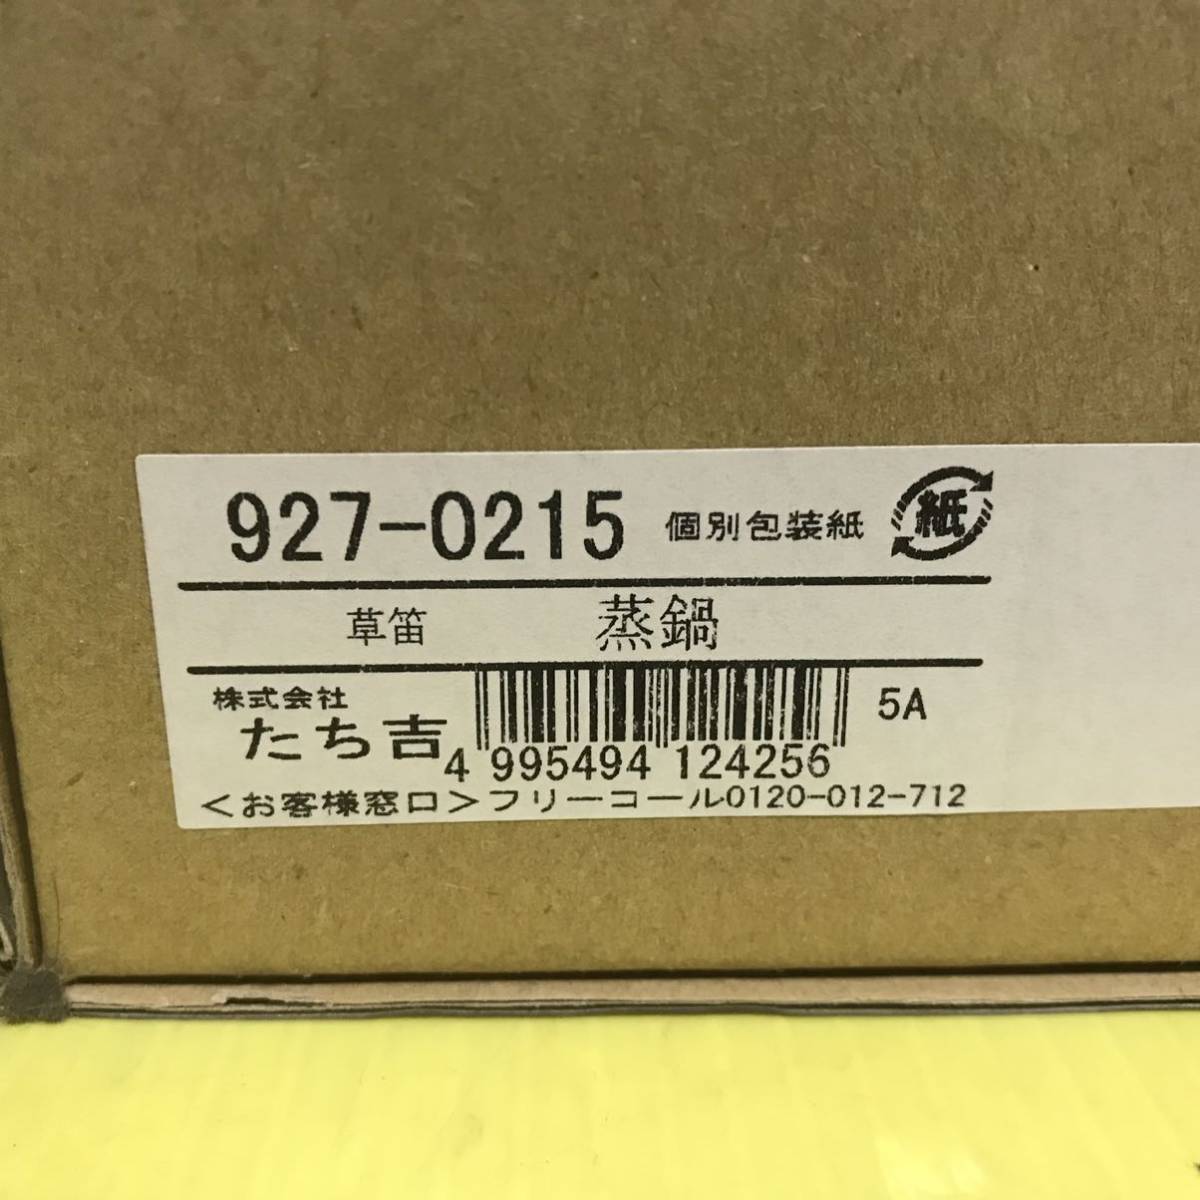 927-0215 個別包装紙 紙
草笛 蒸鍋
株式会社
たち吉
5A
4 995494 124256
<お客様窓口>フリーコール0120-012-712